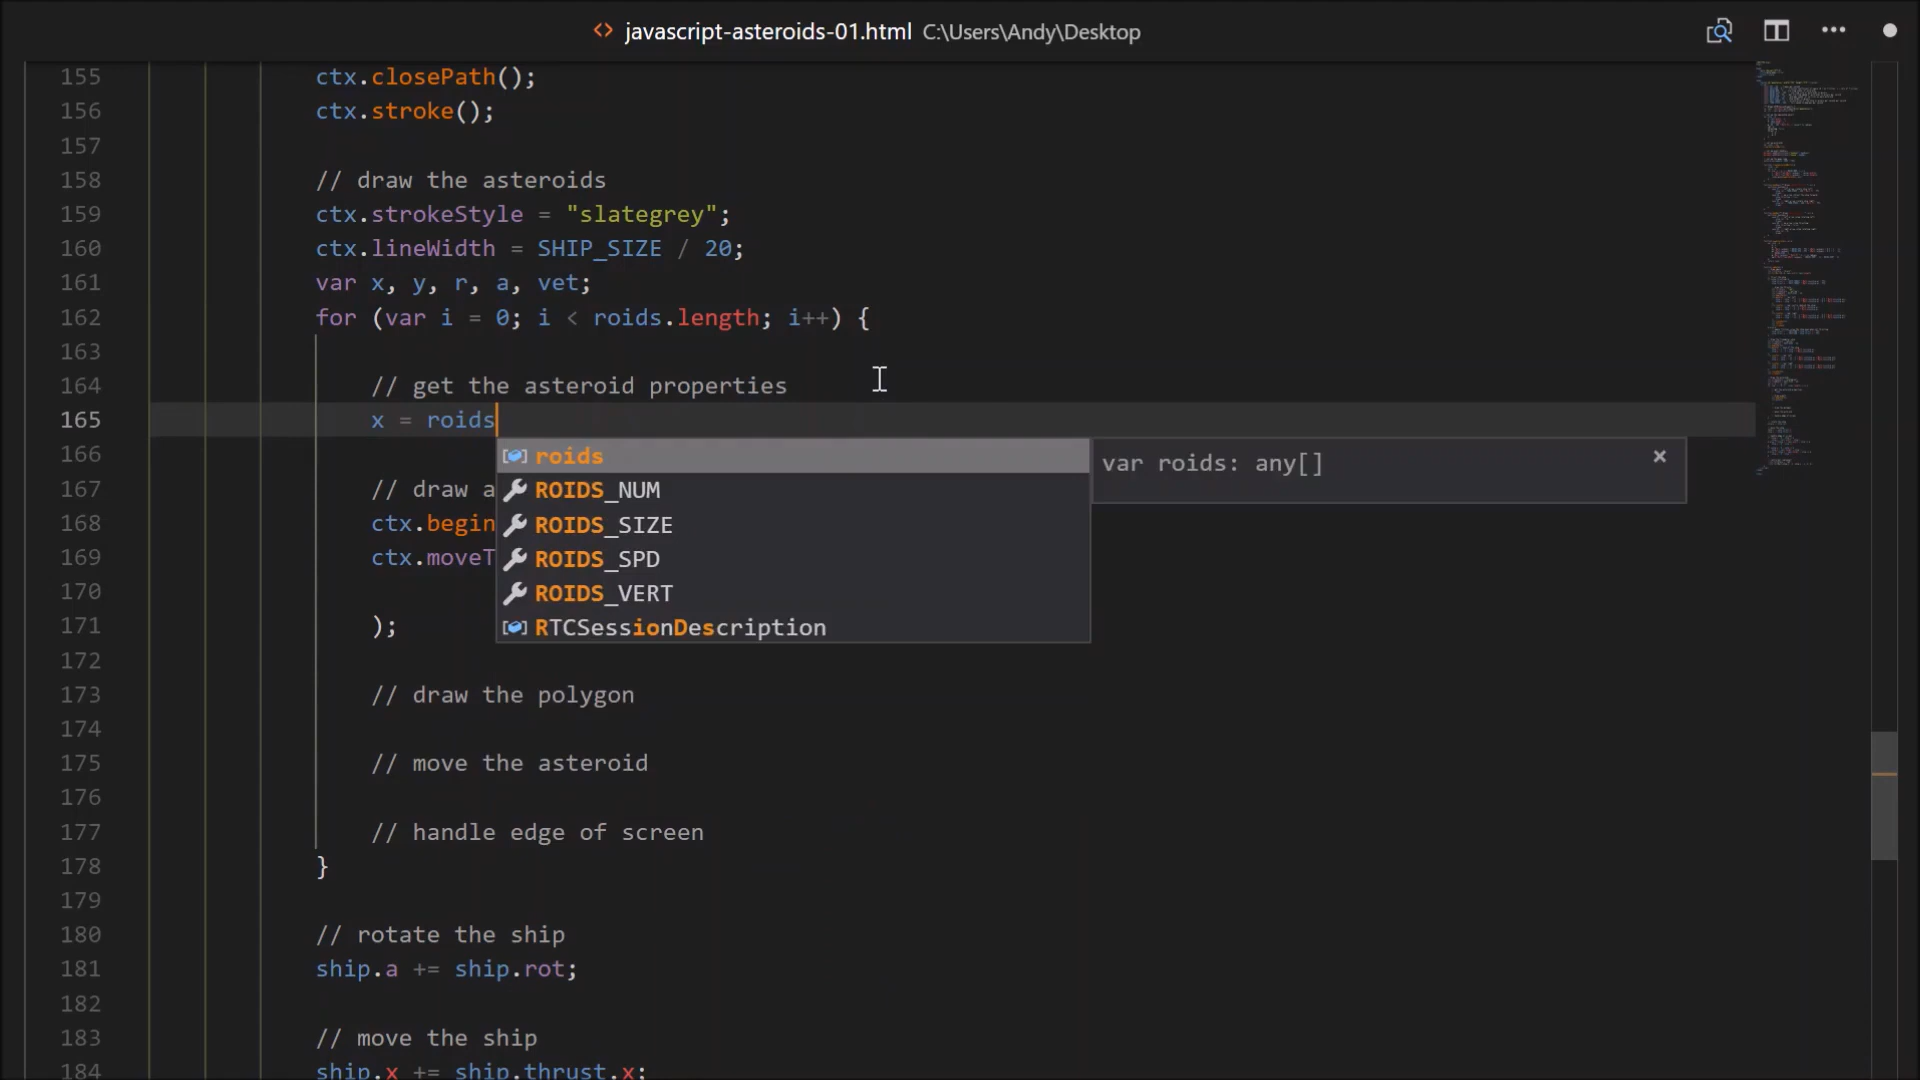 <> javascript-asteroids-01.html C:\Users\Andy\Desktop
155 ctx.closePath();
156 ctx.stroke();
157
158 // draw the asteroids
159 ctx.strokeStyle = "slategrey";
160 ctx.lineWidth = SHIP_SIZE / 20;
161 var x, y, r, a, vet;
162 for (var i = 0; i < roids.length; i++) {
163
164 // get the asteroid properties
165 x = roids
166 roids var roids: any[] ×
167 // draw a ROIDS_NUM
168 ctx.begin ROIDS_SIZE
169 ctx.moveT ROIDS_SPD
170 ROIDS_VERT
171 ); RTCSessionDescription
172
173 // draw the polygon
174
175 // move the asteroid
176
177 // handle edge of screen
178 }
179
180 // rotate the ship
181 ship.a += ship.rot;
182
183 // move the ship
184 ship.x += ship.thrust.x;